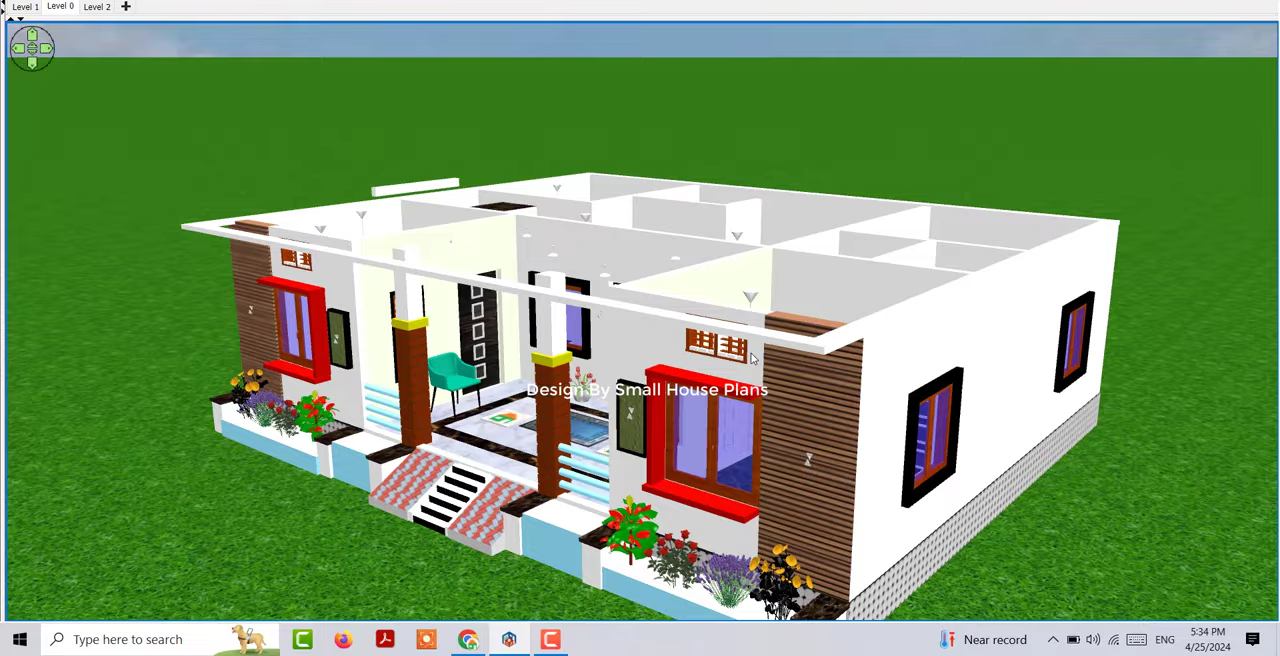 Level 1 Level 0 Level 2
Design By Small House Plans
Type here to search
Near record
ENG
5:34 PM
4/25/2024